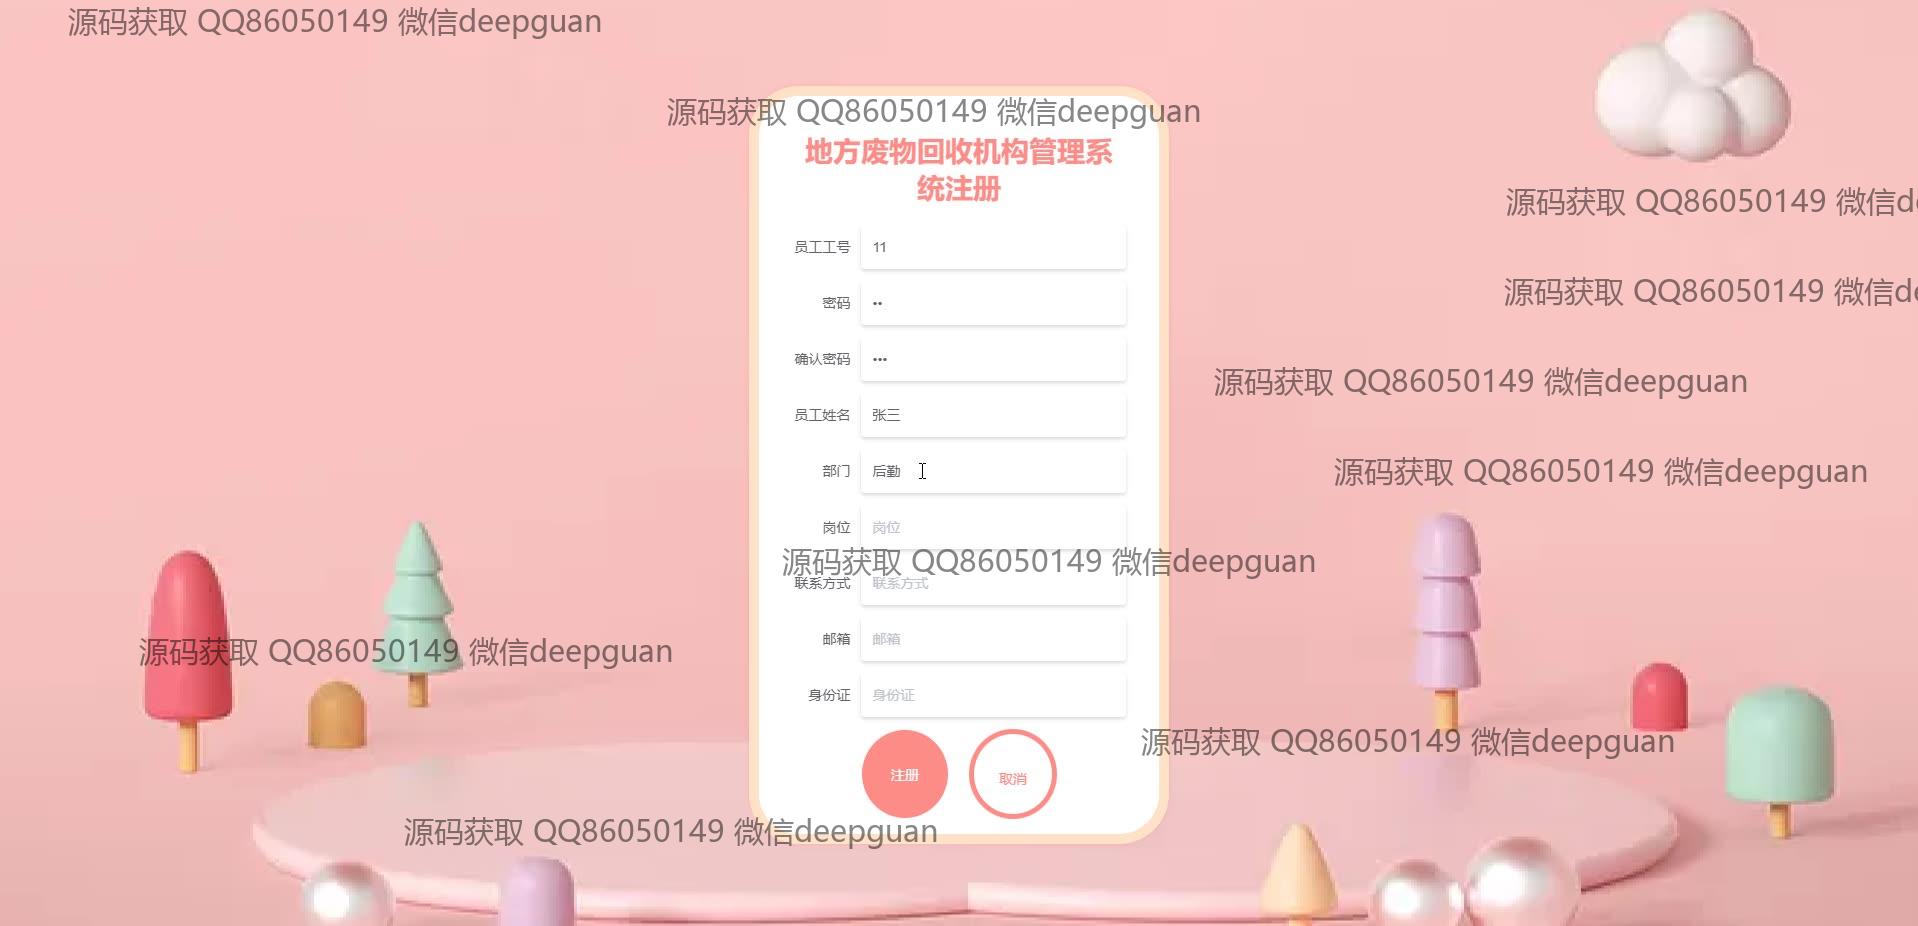 源码获取 QQ86050149 微信deepguan
源码获取 QQ86050149 微信deepguan
地方废物回收机构管理系
统注册
源码获取 QQ86050149 微信d
员工工号 11
源码获取 QQ86050149 微信de
密码 ••
确认密码 •••
源码获取 QQ86050149 微信deepguan
员工姓名 张三
部门 后勤
源码获取 QQ86050149 微信deepguan
岗位 岗位
源码获取 QQ86050149 微信deepguan
联系方式 联系方式
邮箱 邮箱
源码获取 QQ86050149 微信deepguan
身份证 身份证
源码获取 QQ86050149 微信deepguan
注册 取消
源码获取 QQ86050149 微信deepguan